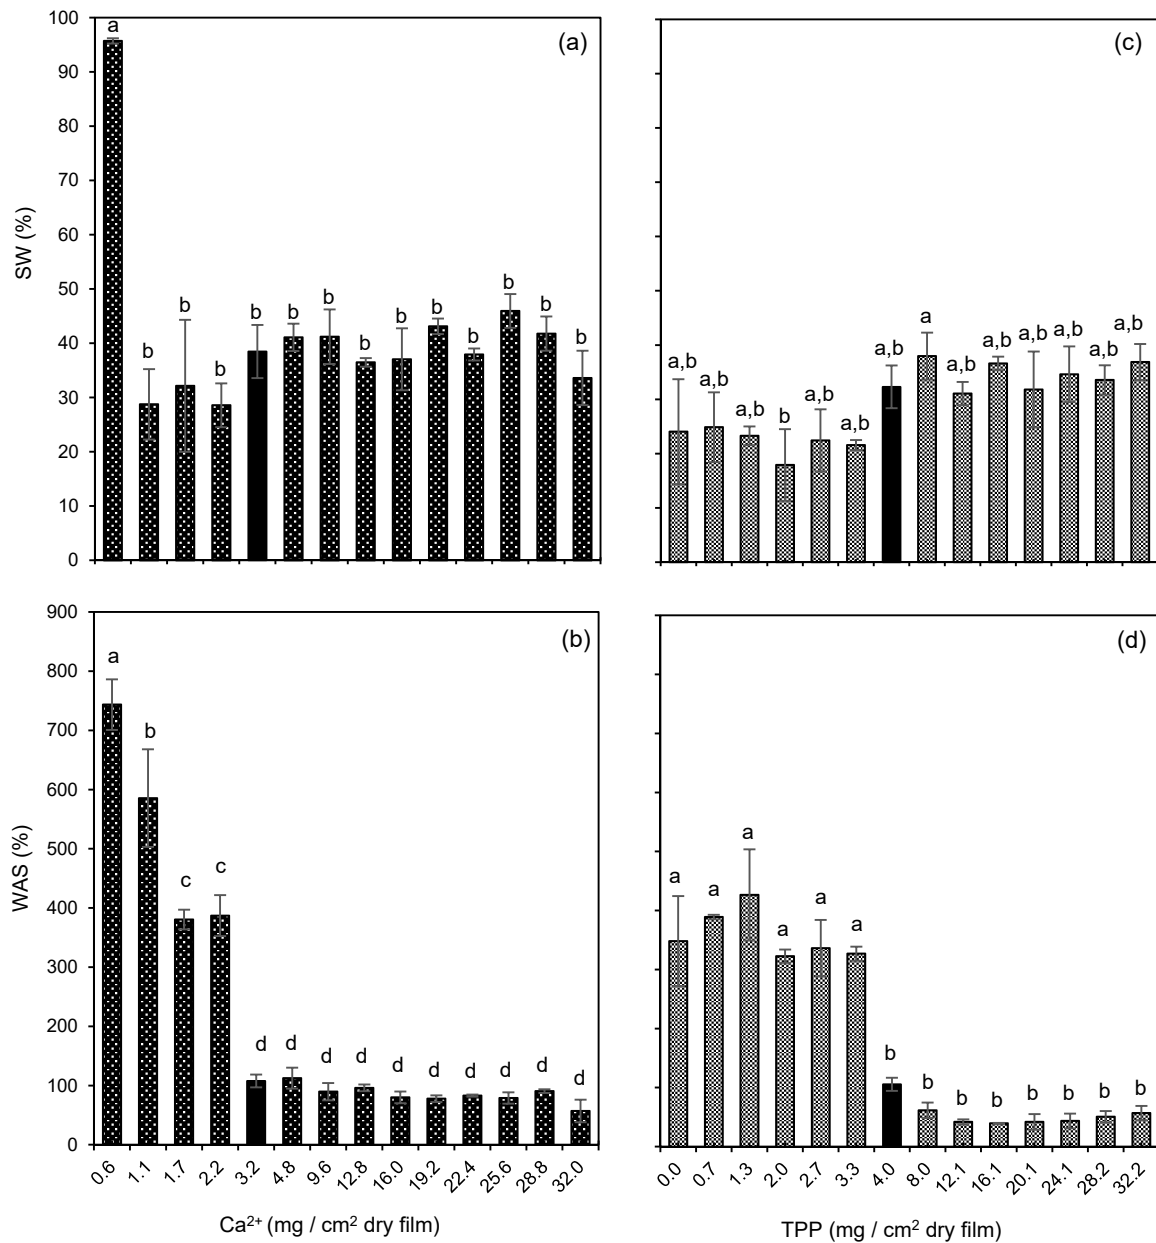 (a)
SW (%)
100
90
80
70
60
50
40
30
20
10
0
a
b
b
b
b
b
b
b
b
b
b
b
b
b
(c)
a,b
a,b
a,b
b
a,b
a,b
a,b
a
a,b
a,b
a,b
a,b
a,b
a,b
(b)
WAS (%)
900
800
700
600
500
400
300
200
100
0
a
b
c
c
d
d
d
d
d
d
d
d
d
d
0.6
1.1
1.7
2.2
3.2
4.8
9.6
12.8
16.0
19.2
22.4
25.6
28.8
32.0
Ca²⁺ (mg / cm² dry film)
(d)
a
a
a
a
a
a
b
b
b
b
b
b
b
b
0.0
0.7
1.3
2.0
2.7
3.3
4.0
8.0
12.1
16.1
20.1
24.1
28.2
32.2
TPP (mg / cm² dry film)